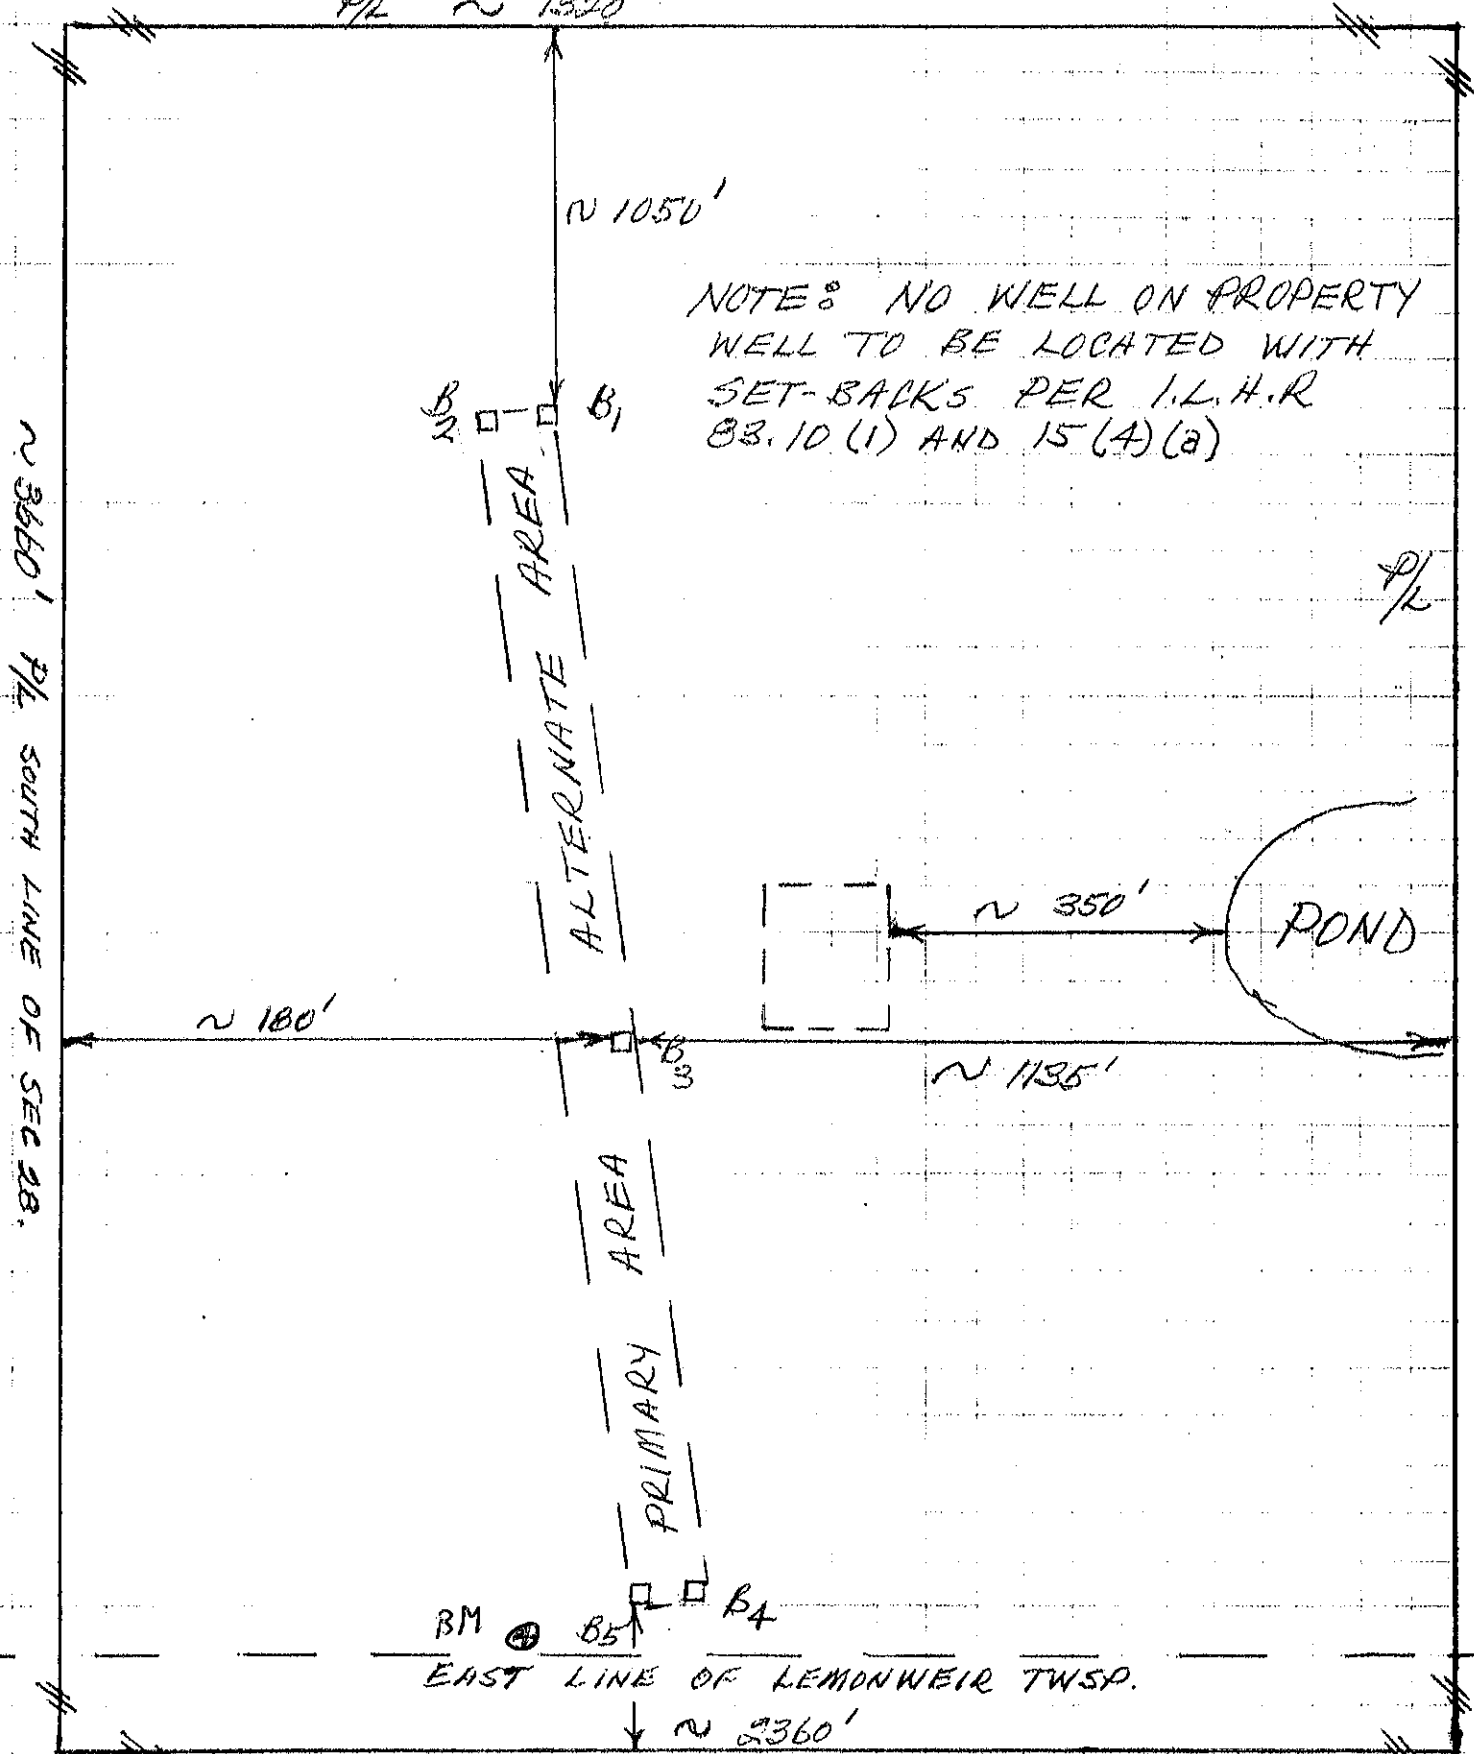 P/L ~ 1320'
~ 1050'
NOTE: NO WELL ON PROPERTY
WELL TO BE LOCATED WITH
SET-BACKS PER I.L.H.R
83.10 (1) AND 15 (4)(a)
B2
B1
ALTERNATE AREA
P/L
P/L SOUTH LINE OF SEC 28.
~ 350'
POND
~ 180'
B3
~ 1135'
PRIMARY AREA
BM
B5
B4
EAST LINE OF LEMONWEIR TWSP.
~ 2360'